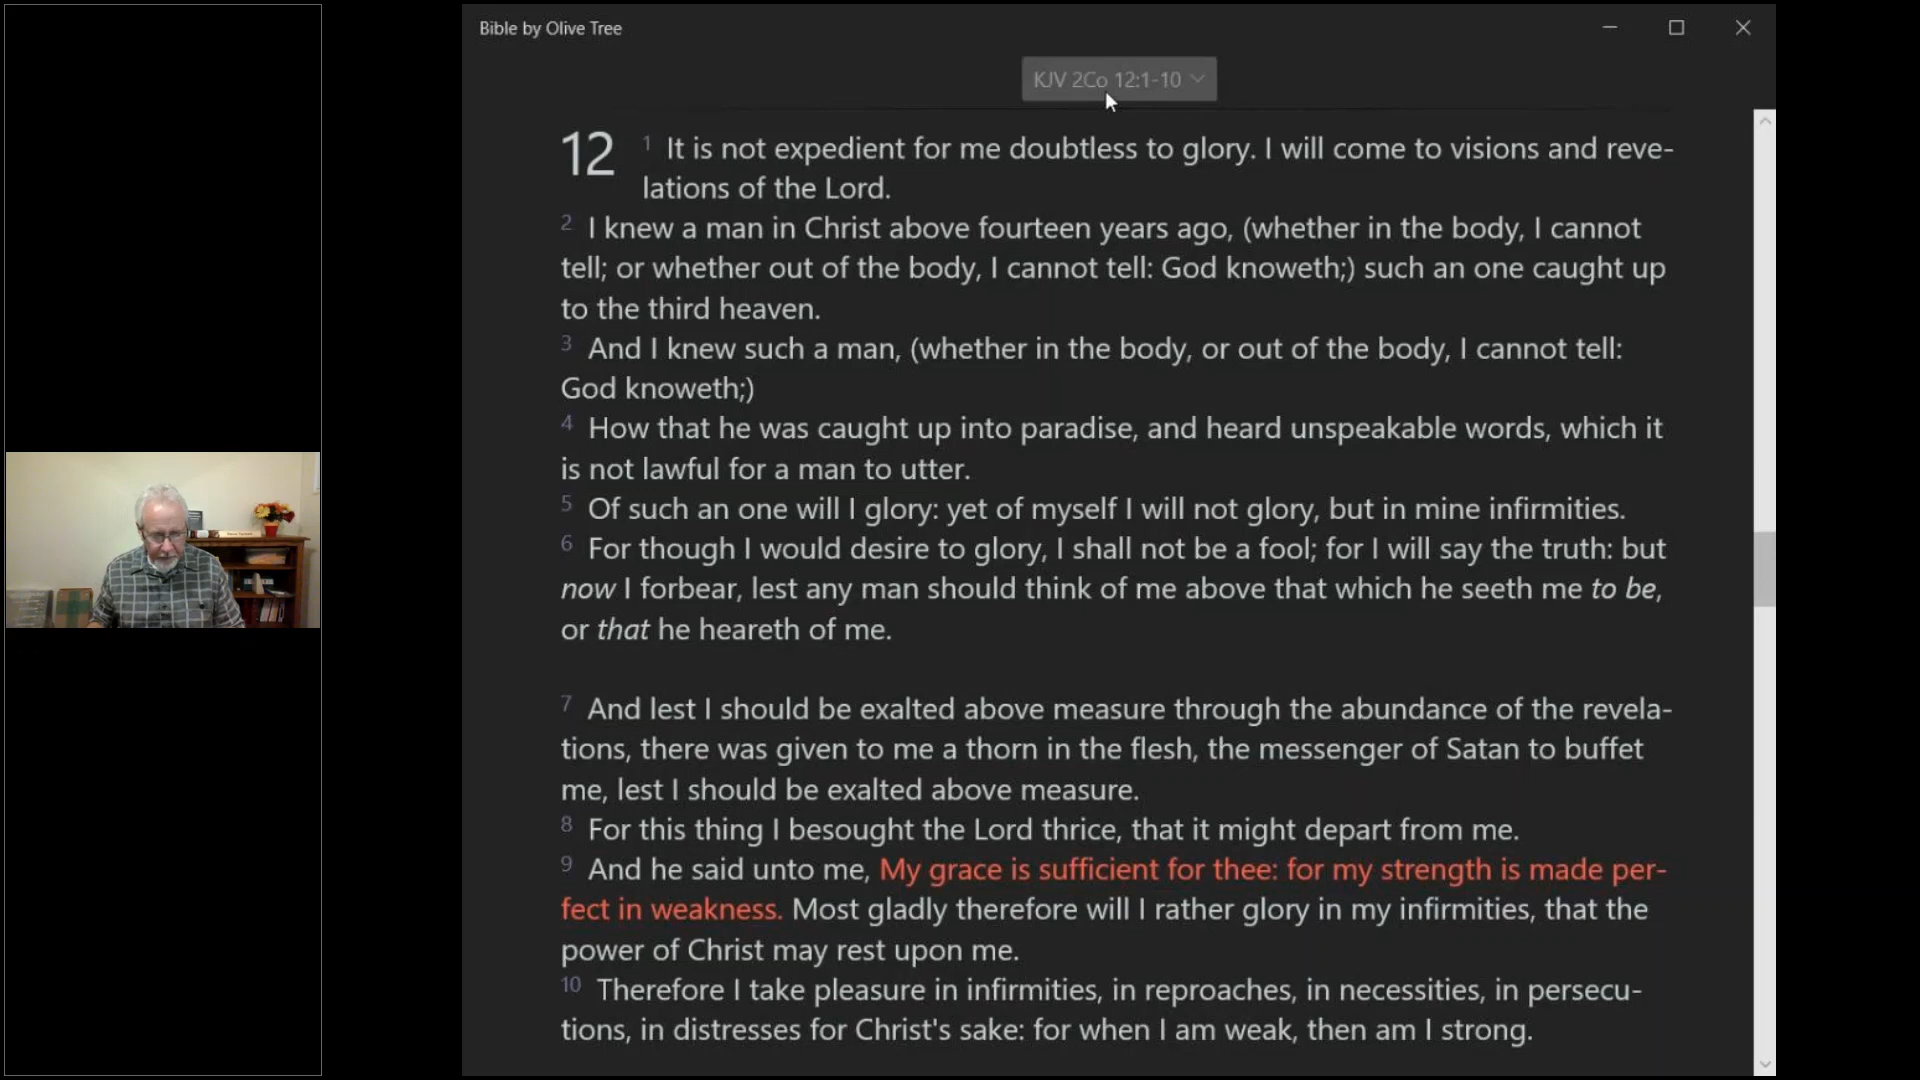 Bible by Olive Tree
KJV 2Co 12:1-10
12 1 It is not expedient for me doubtless to glory. I will come to visions and reve-
lations of the Lord.
2 I knew a man in Christ above fourteen years ago, (whether in the body, I cannot
tell; or whether out of the body, I cannot tell: God knoweth;) such an one caught up
to the third heaven.
3 And I knew such a man, (whether in the body, or out of the body, I cannot tell:
God knoweth;)
4 How that he was caught up into paradise, and heard unspeakable words, which it
is not lawful for a man to utter.
5 Of such an one will I glory: yet of myself I will not glory, but in mine infirmities.
6 For though I would desire to glory, I shall not be a fool; for I will say the truth: but
now I forbear, lest any man should think of me above that which he seeth me to be,
or that he heareth of me.
7 And lest I should be exalted above measure through the abundance of the revela-
tions, there was given to me a thorn in the flesh, the messenger of Satan to buffet
me, lest I should be exalted above measure.
8 For this thing I besought the Lord thrice, that it might depart from me.
9 And he said unto me, My grace is sufficient for thee: for my strength is made per-
fect in weakness. Most gladly therefore will I rather glory in my infirmities, that the
power of Christ may rest upon me.
10 Therefore I take pleasure in infirmities, in reproaches, in necessities, in persecu-
tions, in distresses for Christ's sake: for when I am weak, then am I strong.